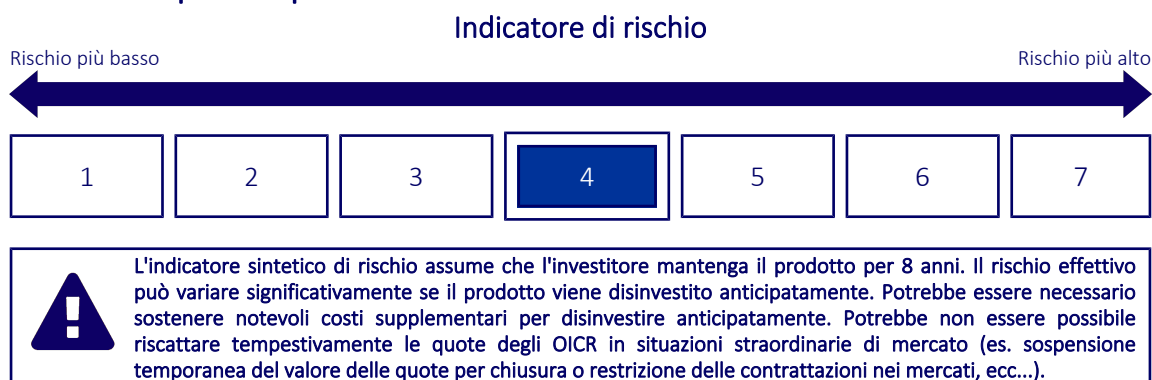 Indicatore di rischio
Rischio più basso Rischio più alto
1 2 3 4 5 6 7
L'indicatore sintetico di rischio assume che l'investitore mantenga il prodotto per 8 anni. Il rischio effettivo
può variare significativamente se il prodotto viene disinvestito anticipatamente. Potrebbe essere necessario
sostenere notevoli costi supplementari per disinvestire anticipatamente. Potrebbe non essere possibile
riscattare tempestivamente le quote degli OICR in situazioni straordinarie di mercato (es. sospensione
temporanea del valore delle quote per chiusura o restrizione delle contrattazioni nei mercati, ecc...).